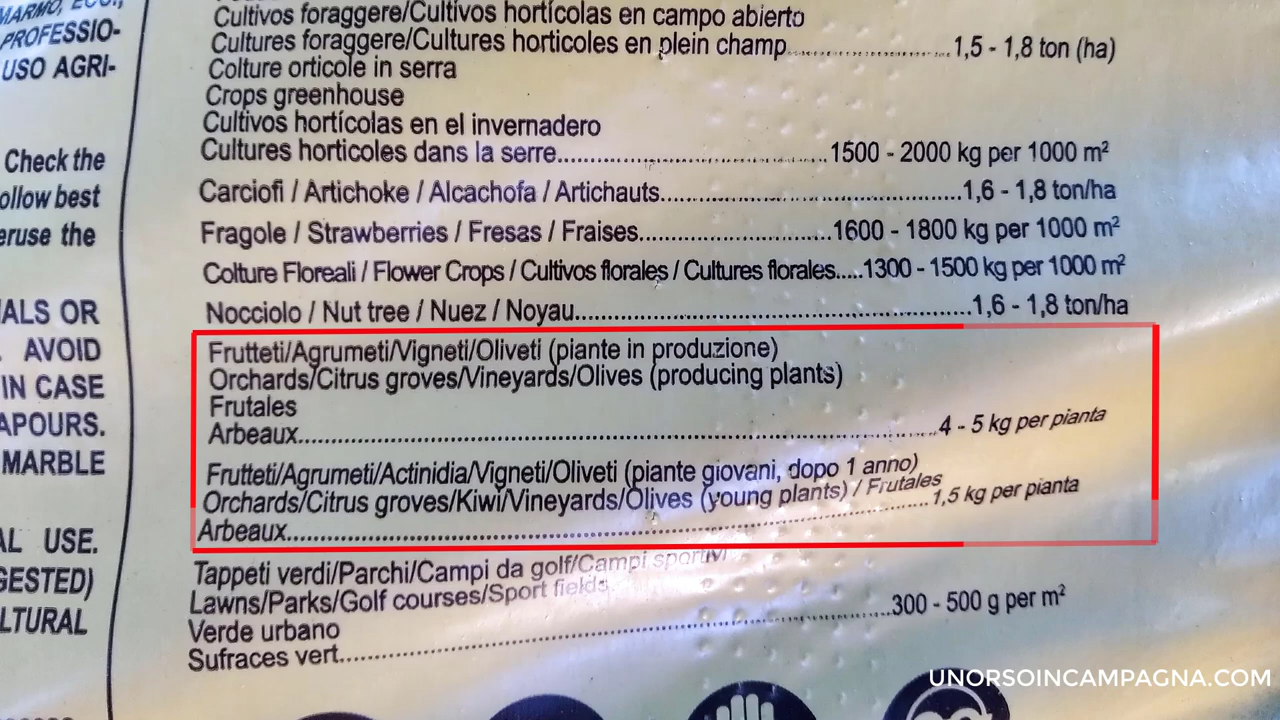 MARMO,
PROFESSIO-
USO AGRI-
Check the
ollow best
eruse the
ALS OR
AVOID
IN CASE
APOURS.
MARBLE
AL USE.
GESTED)
LTURAL
Cultivos foraggere/Cultivos hortícolas en campo abierto
Cultures foraggere/Cultures horticoles en plein champ..........................1,5 - 1,8 ton (ha)
Colture orticole in serra
Crops greenhouse
Cultivos hortícolas en el invernadero
Cultures horticoles dans la serre..........................................1500 - 2000 kg per 1000 m²
Carciofi / Artichoke / Alcachofa / Artichauts..............................................1,6 - 1,8 ton/ha
Fragole / Strawberries / Fresas / Fraises..............................1600 - 1800 kg per 1000 m²
Colture Floreali / Flower Crops / Cultivos florales / Cultures florales.....1300 - 1500 kg per 1000 m²
Nocciolo / Nut tree / Nuez / Noyau.............................................................1,6 - 1,8 ton/ha
Frutteti/Agrumeti/Vigneti/Oliveti (piante in produzione)
Orchards/Citrus groves/Vineyards/Olives (producing plants)
Frutales
Arbeaux....................................................................................................4 - 5 kg per pianta
Frutteti/Agrumeti/Actinidia/Vigneti/Oliveti (piante giovani, dopo 1 anno)
Orchards/Citrus groves/Kiwi/Vineyards/Olives (young plants) / Frutales
Arbeaux....................................................................................................1,5 kg per pianta
Tappeti verdi/Parchi/Campi da golf/Campi sportivi
Lawns/Parks/Golf courses/Sport fields
Verde urbano
Sufraces vert.....................................................................................300 - 500 g per m²
UNORSOINCAMPAGNA.COM